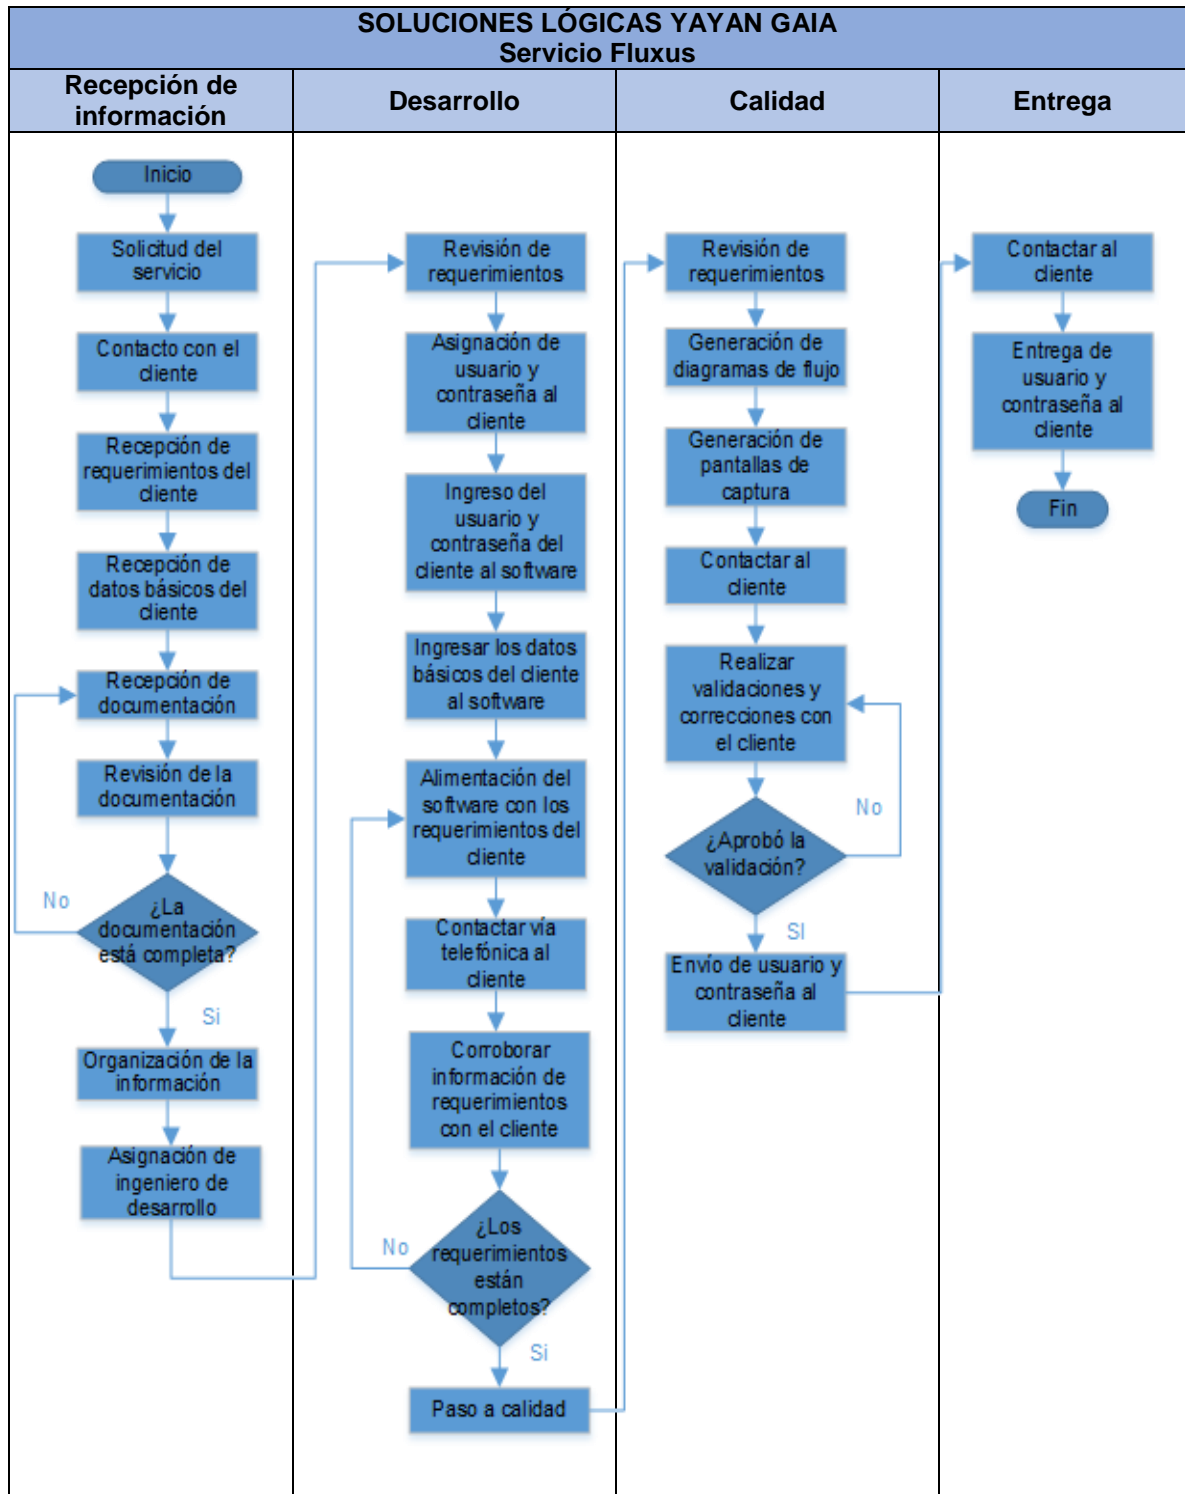 SOLUCIONES LÓGICAS YAYAN GAIA
Servicio Fluxus
Recepción de
información
Desarrollo
Calidad
Entrega
Inicio
Solicitud del
servicio
Contacto con el
cliente
Recepción de
requerimientos del
cliente
Recepción de
datos básicos del
cliente
Recepción de
documentación
Revisión de la
documentación
No
¿La
documentación
está completa?
Si
Organización de la
información
Asignación de
ingeniero de
desarrollo
Revisión de
requerimientos
Asignación de
usuario y
contraseña al
cliente
Ingreso del
usuario y
contraseña del
cliente al software
Ingresar los datos
básicos del cliente
al software
Alimentación del
software con los
requerimientos del
cliente
Contactar vía
telefónica al
cliente
Corroborar
información de
requerimientos
con el cliente
No
¿Los
requerimientos
están
completos?
Si
Paso a calidad
Revisión de
requerimientos
Generación de
diagramas de flujo
Generación de
pantallas de
captura
Contactar al
cliente
Realizar
validaciones y
correcciones con
el cliente
No
¿Aprobó la
validación?
SI
Envío de usuario y
contraseña al
cliente
Contactar al
cliente
Entrega de
usuario y
contraseña al
cliente
Fin